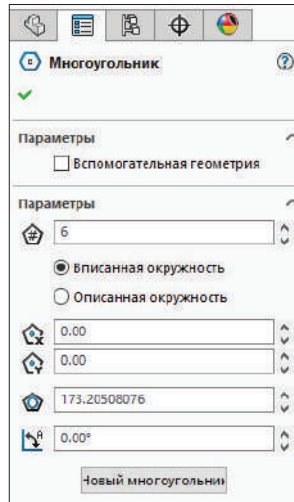 Многоугольник
Параметры
Вспомогательная геометрия
Параметры
6
Вписанная окружность
Описанная окружность
0.00
0.00
173.20508076
0.00°
Новый многоугольник